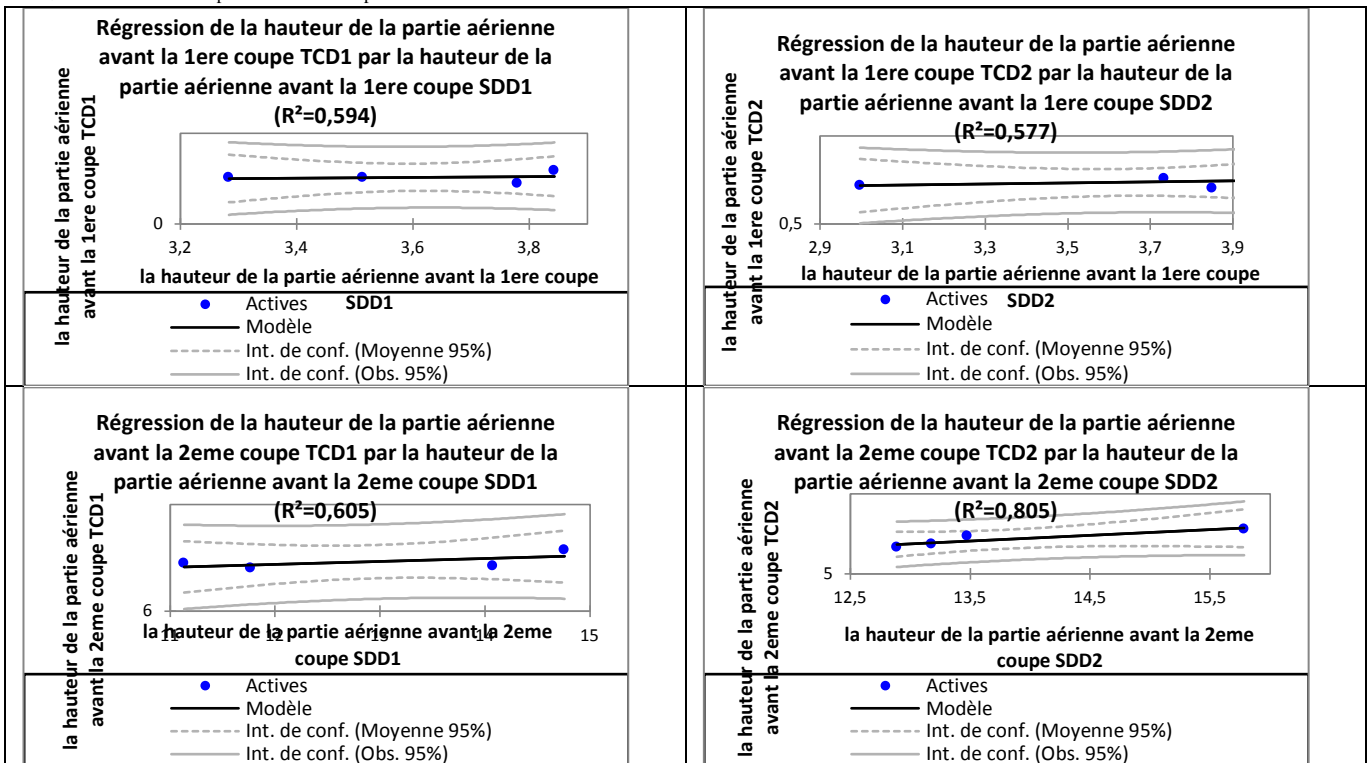 Régression de la hauteur de la partie aérienne
avant la 1ere coupe TCD1 par la hauteur de la
partie aérienne avant la 1ere coupe SDD1
(R²=0,594)
la hauteur de la partie aérienne
avant la 1ere coupe TCD1
0
3,2 3,4 3,6 3,8
la hauteur de la partie aérienne avant la 1ere coupe
SDD1
Actives
Modèle
Int. de conf. (Moyenne 95%)
Int. de conf. (Obs. 95%)
Régression de la hauteur de la partie aérienne
avant la 1ere coupe TCD2 par la hauteur de la
partie aérienne avant la 1ere coupe SDD2
(R²=0,577)
la hauteur de la partie aérienne
avant la 1ere coupe TCD2
0,5
2,9 3,1 3,3 3,5 3,7 3,9
la hauteur de la partie aérienne avant la 1ere coupe
SDD2
Actives
Modèle
Int. de conf. (Moyenne 95%)
Int. de conf. (Obs. 95%)
Régression de la hauteur de la partie aérienne
avant la 2eme coupe TCD1 par la hauteur de la
partie aérienne avant la 2eme coupe SDD1
(R²=0,605)
la hauteur de la partie aérienne
avant la 2eme coupe TCD1
6
11 12 13 14 15
la hauteur de la partie aérienne avant la 2eme
coupe SDD1
Actives
Modèle
Int. de conf. (Moyenne 95%)
Int. de conf. (Obs. 95%)
Régression de la hauteur de la partie aérienne
avant la 2eme coupe TCD2 par la hauteur de la
partie aérienne avant la 2eme coupe SDD2
(R²=0,805)
la hauteur de la partie aérienne
avant la 2eme coupe TCD2
5
12,5 13,5 14,5 15,5
la hauteur de la partie aérienne avant la 2eme
coupe SDD2
Actives
Modèle
Int. de conf. (Moyenne 95%)
Int. de conf. (Obs. 95%)